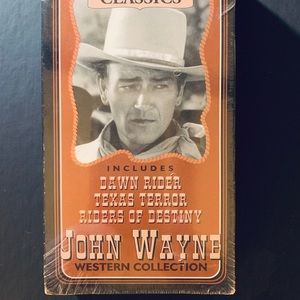 CLASSICS
INCLUDES
DAWN RIDER
TEXAS TERROR
RIDERS OF DESTINY
JOHN WAYNE
WESTERN COLLECTION